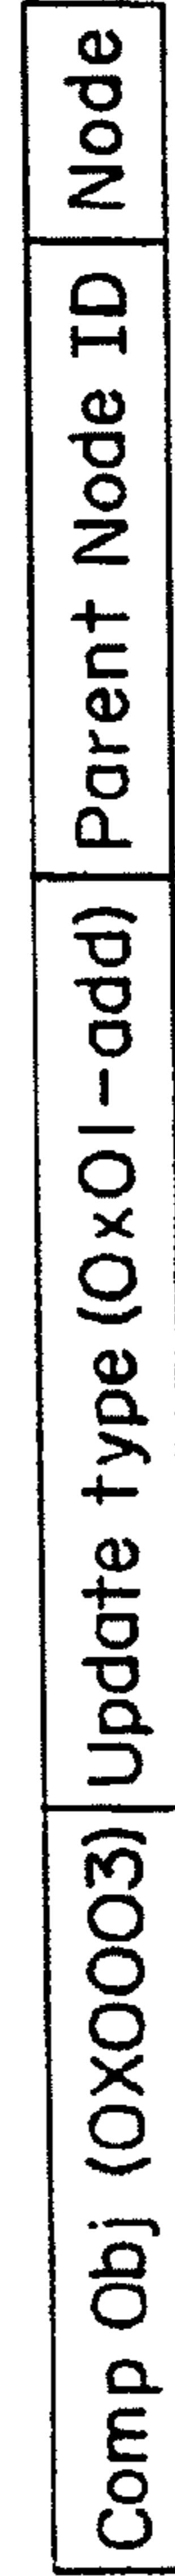 Comp Obj (0X0003) Update type (0x01-add) Parent Node ID Node